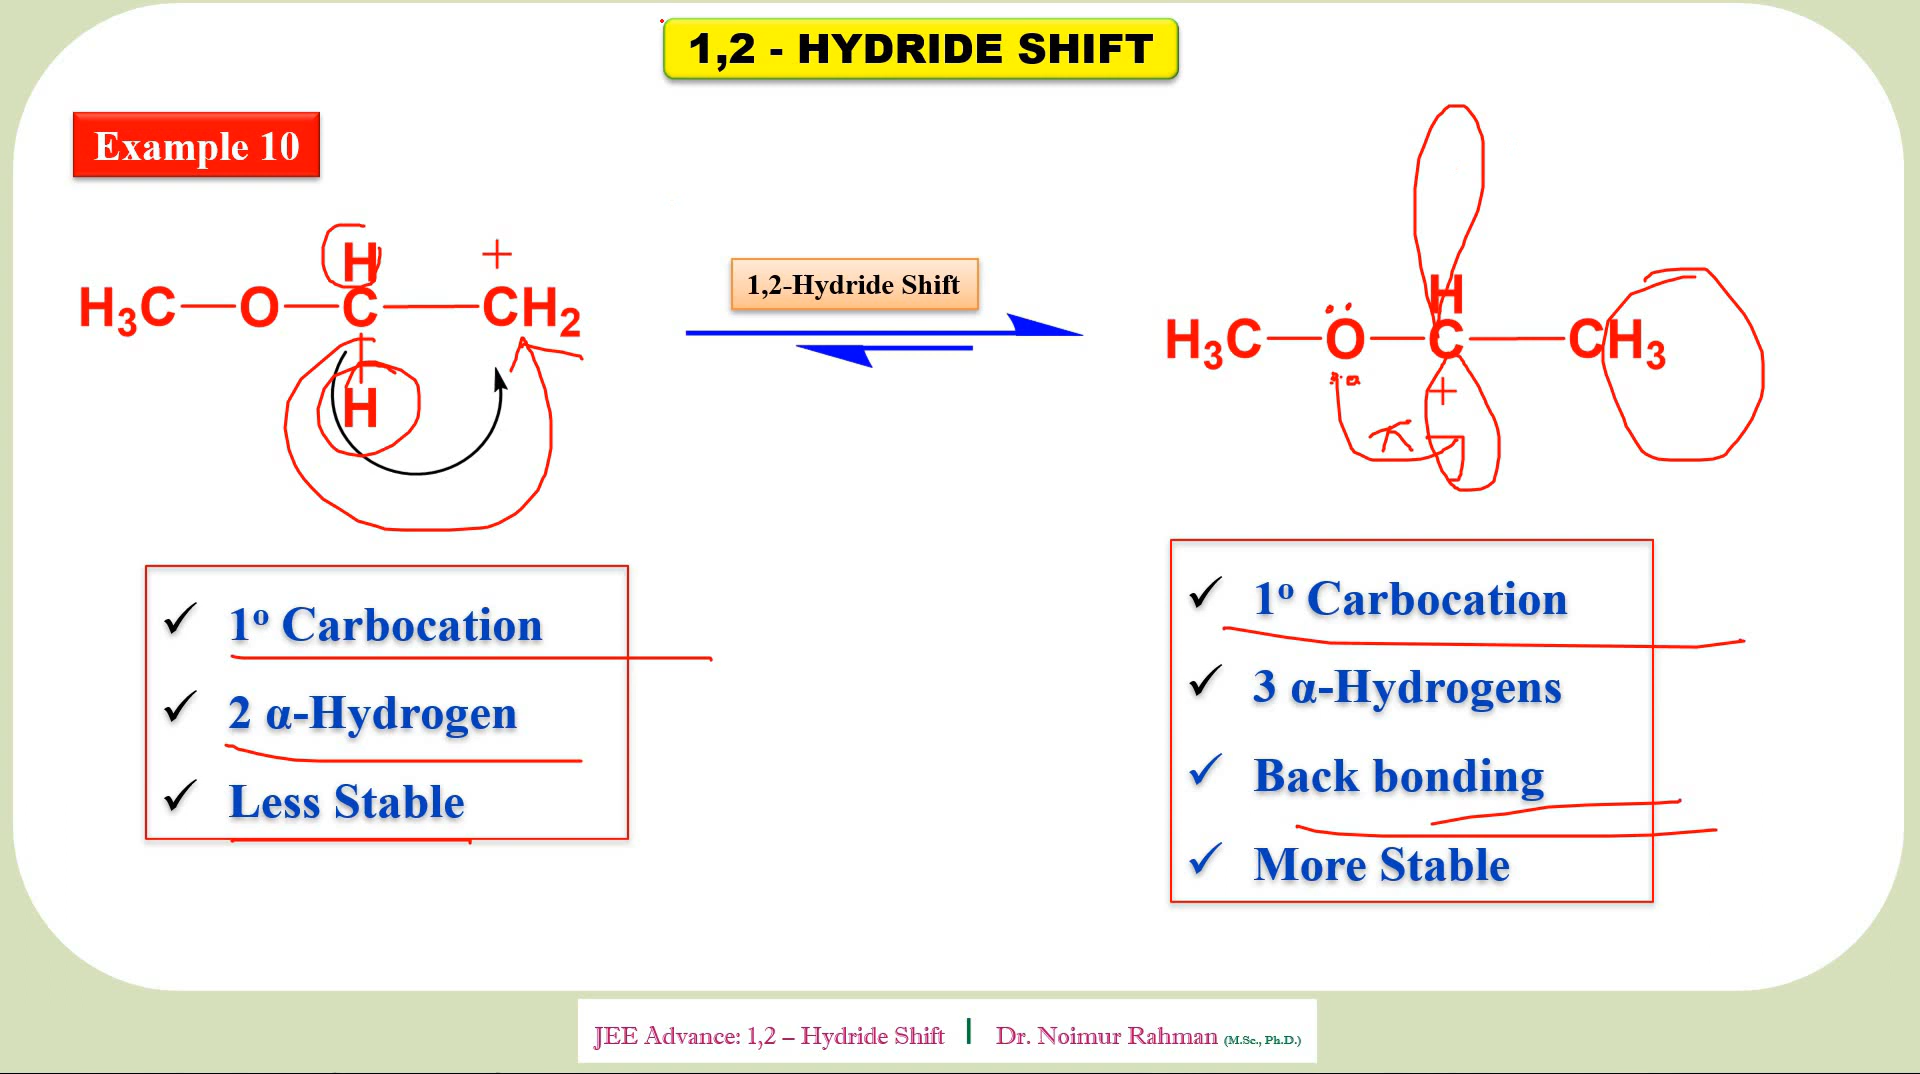 1,2 - HYDRIDE SHIFT
Example 10
H +
H₃C—O—C—CH₂
H
1,2-Hydride Shift
H
H₃C—Ö—C—CH₃
+
π
✓ 1º Carbocation
✓ 2 α-Hydrogen
✓ Less Stable
✓ 1º Carbocation
✓ 3 α-Hydrogens
✓ Back bonding
✓ More Stable
JEE Advance: 1,2 – Hydride Shift | Dr. Noimur Rahman (M.Sc., Ph.D.)